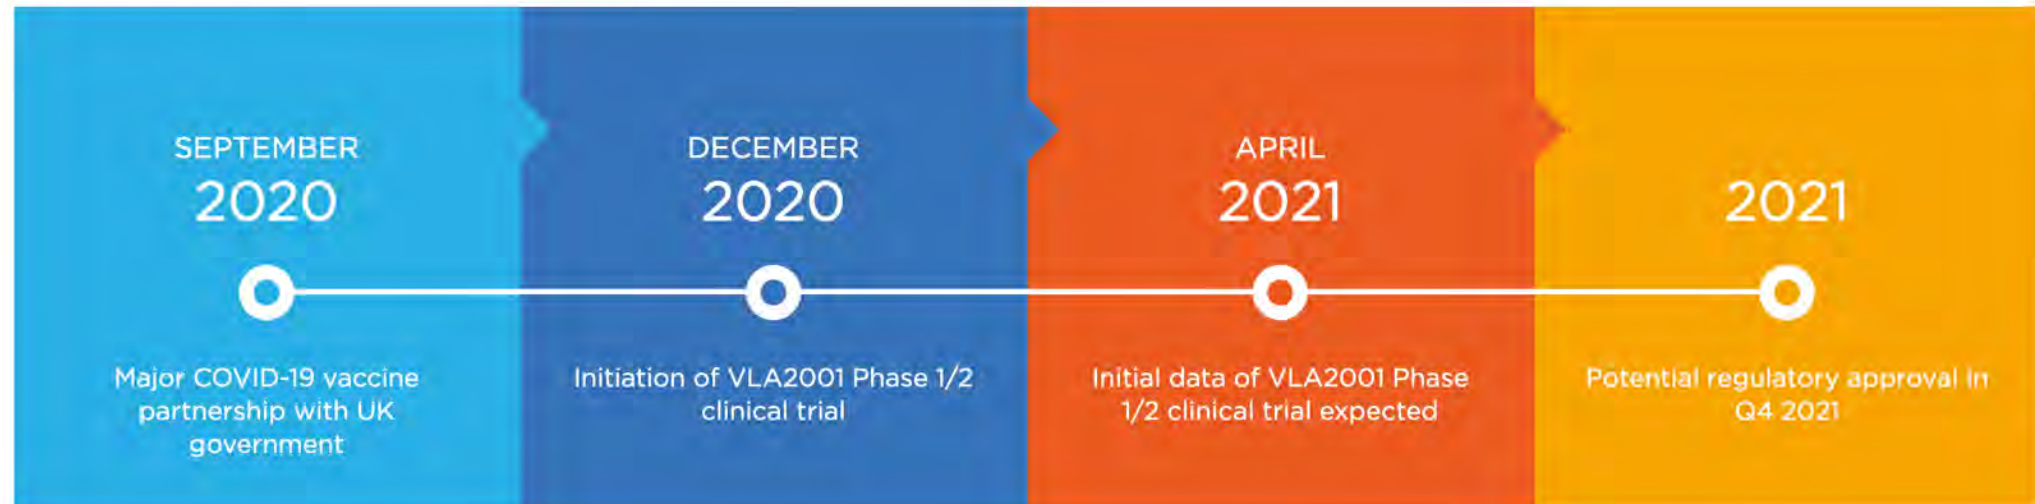 SEPTEMBER
2020
Major COVID-19 vaccine
partnership with UK
government
DECEMBER
2020
Initiation of VLA2001 Phase 1/2
clinical trial
APRIL
2021
Initial data of VLA2001 Phase
1/2 clinical trial expected
2021
Potential regulatory approval in
Q4 2021